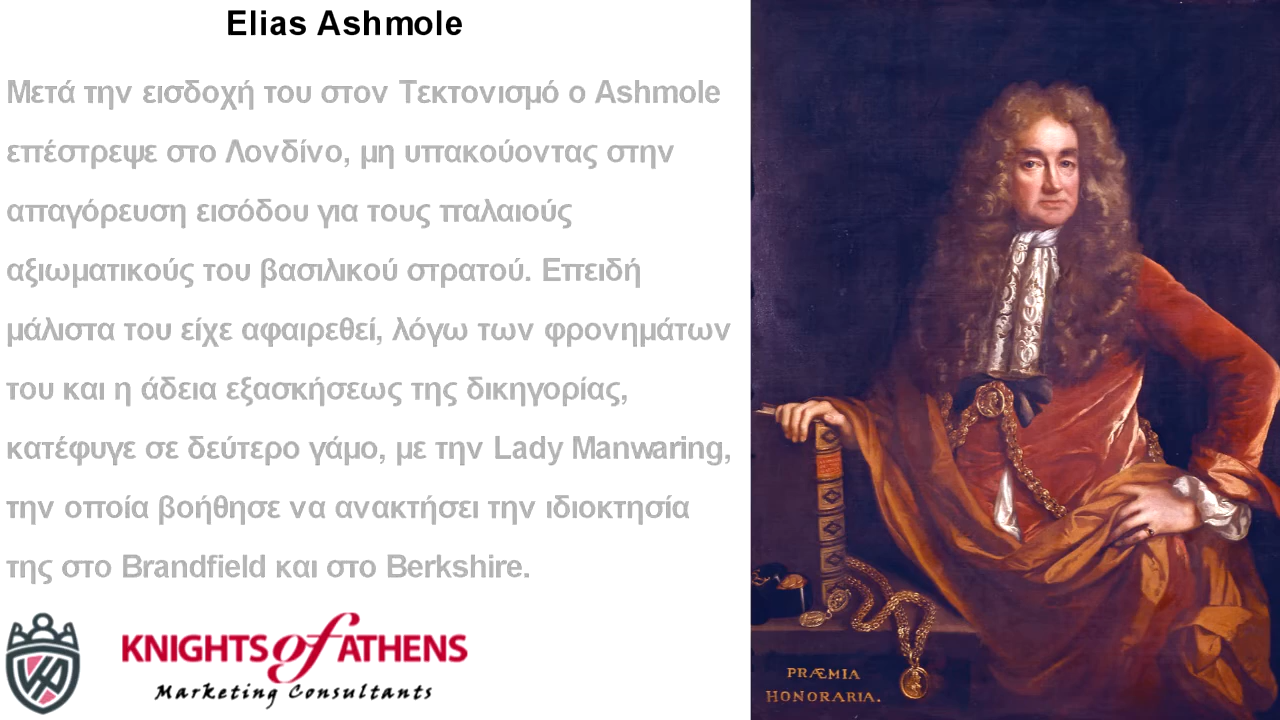 Elias Ashmole
Μετά την εισδοχή του στον Τεκτονισμό ο Ashmole
επέστρεψε στο Λονδίνο, μη υπακούοντας στην
απαγόρευση εισόδου για τους παλαιούς
αξιωματικούς του βασιλικού στρατού. Επειδή
μάλιστα του είχε αφαιρεθεί, λόγω των φρονημάτων
του και η άδεια εξασκήσεως της δικηγορίας,
κατέφυγε σε δεύτερο γάμο, με την Lady Manwaring,
την οποία βοήθησε να ανακτήσει την ιδιοκτησία
της στο Brandfield και στο Berkshire.
KNIGHTS of ATHENS
Marketing Consultants
PRÆMIA
HONORARIA.